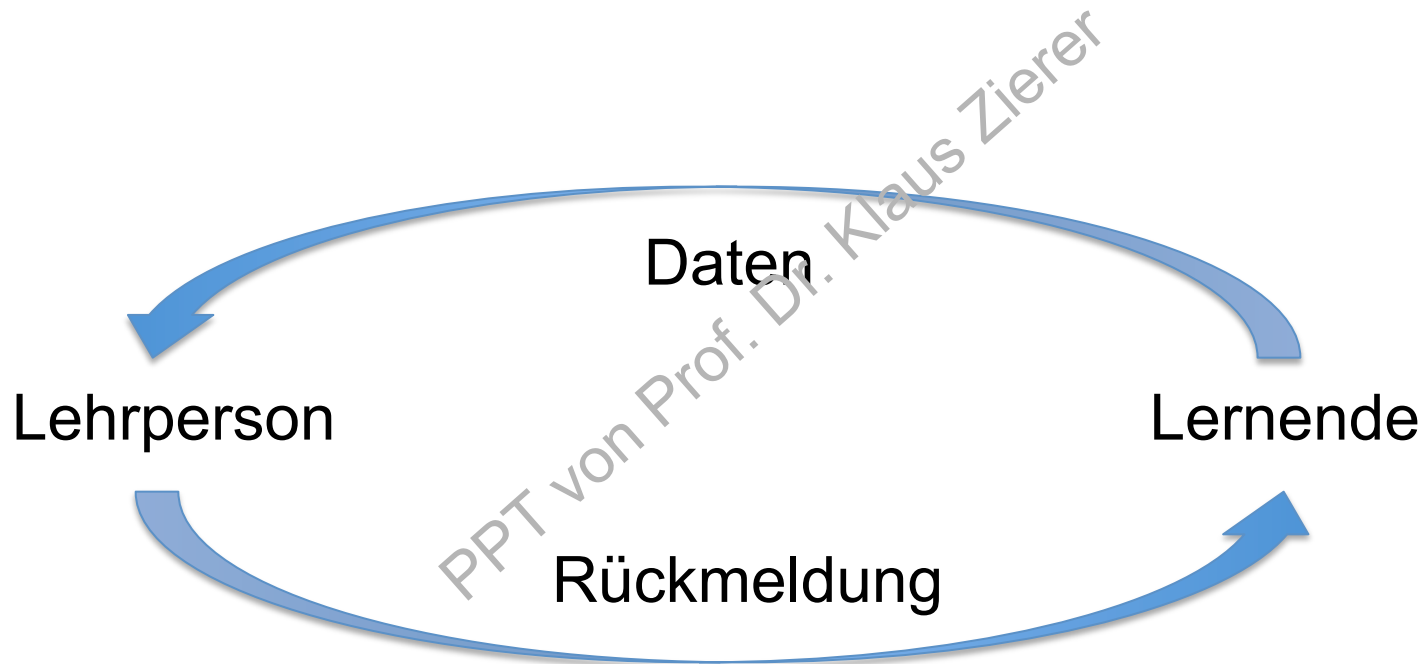 Daten
Lehrperson
Lernende
Rückmeldung
PPT von Prof. Dr. Klaus Zierer